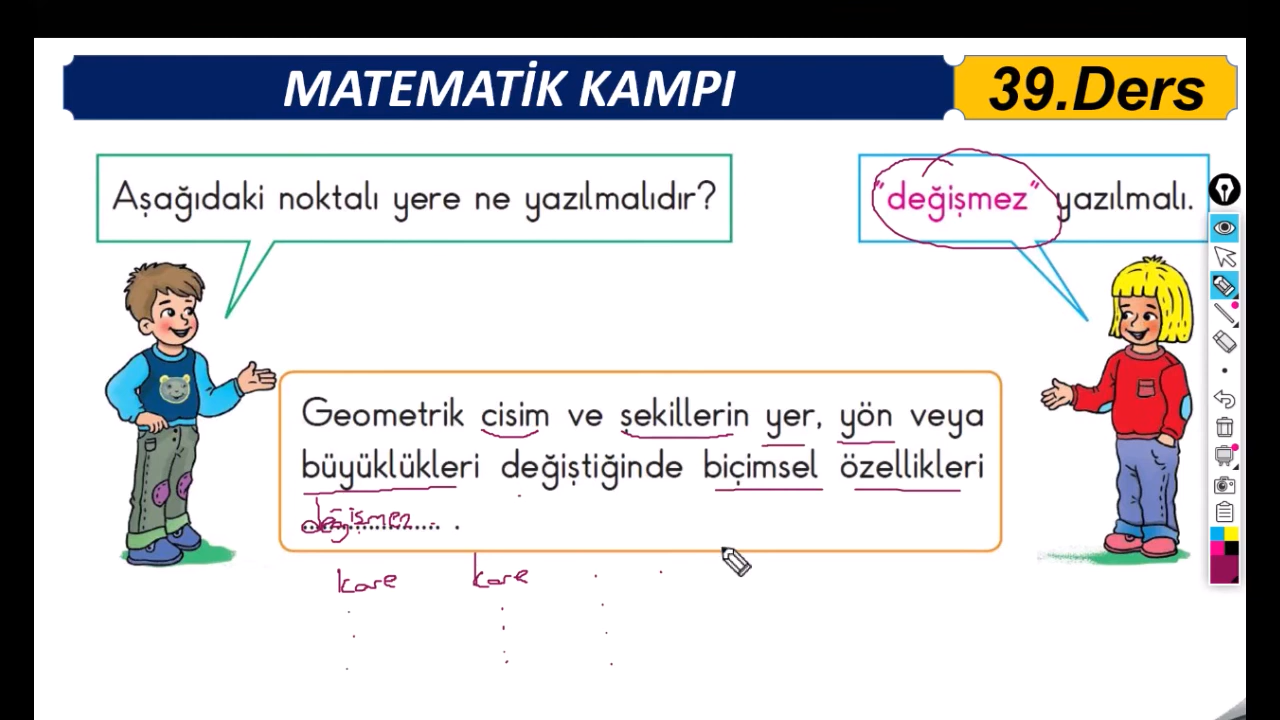 MATEMATİK KAMPI
39.Ders
Aşağıdaki noktalı yere ne yazılmalıdır?
"değişmez" yazılmalı.
Geometrik cisim ve şekillerin yer, yön veya
büyüklükleri değiştiğinde biçimsel özellikleri
değişmez .
kare kare